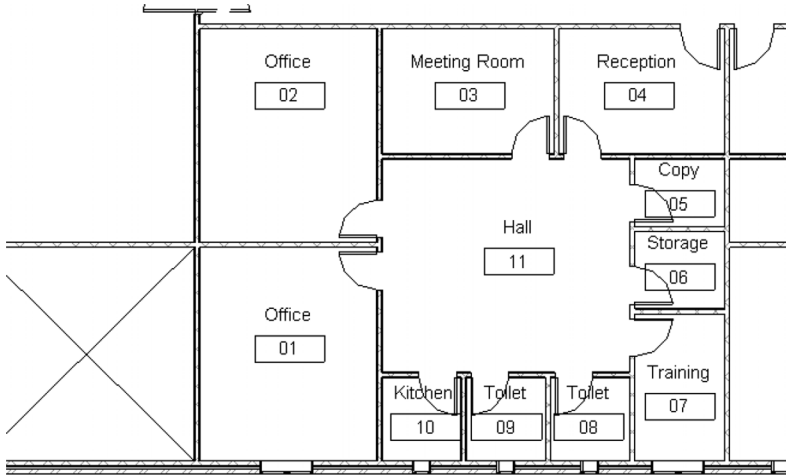 Office
02
Meeting Room
03
Reception
04
Copy
05
Hall
11
Storage
06
Office
01
Training
07
Kitchen
10
Toilet
09
Toilet
08